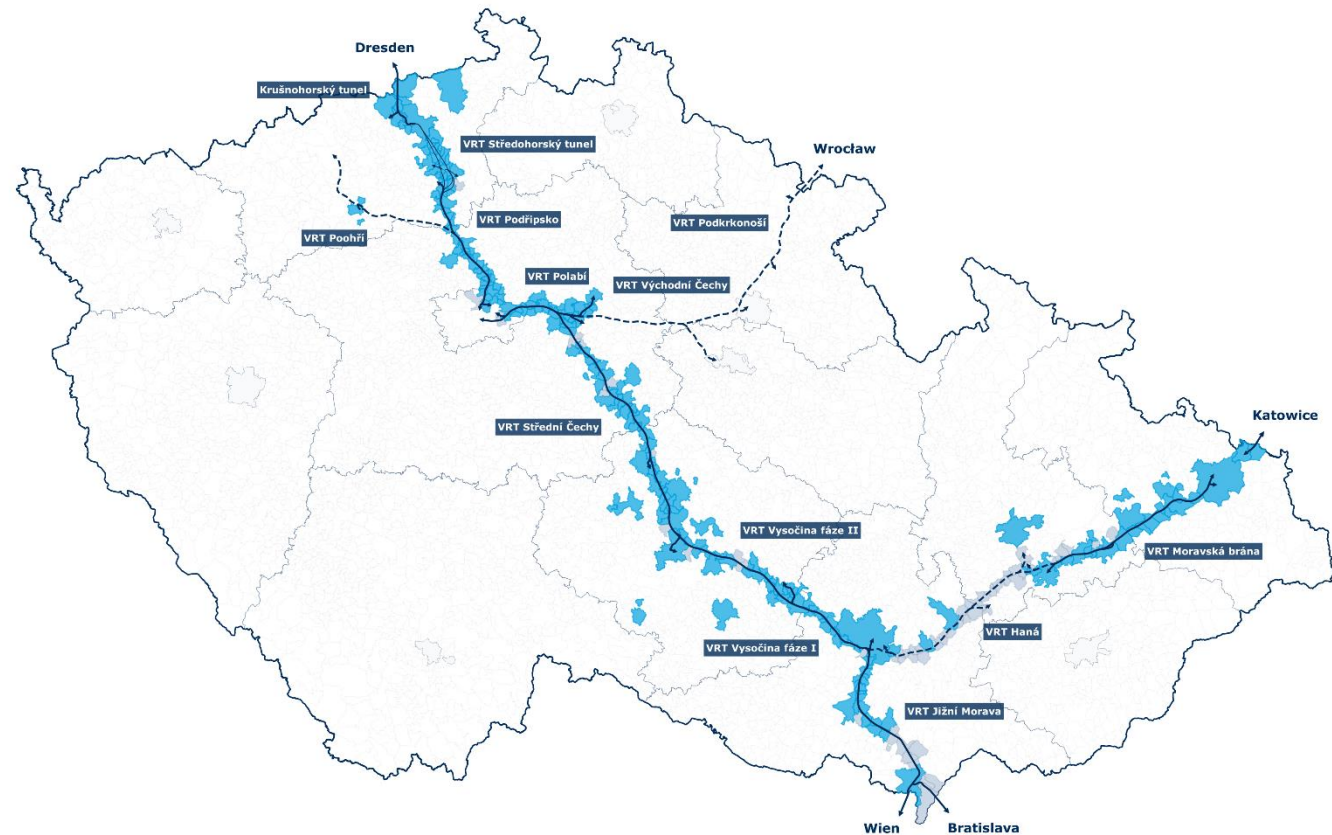 Dresden
Krušnohorský tunel
VRT Středohorský tunel
Wrocław
VRT Podřipsko
VRT Podkrkonoší
VRT Poohří
VRT Polabí
VRT Východní Čechy
VRT Střední Čechy
Katowice
VRT Vysočina fáze II
VRT Moravská brána
VRT Haná
VRT Vysočina fáze I
VRT Jižní Morava
Wien
Bratislava